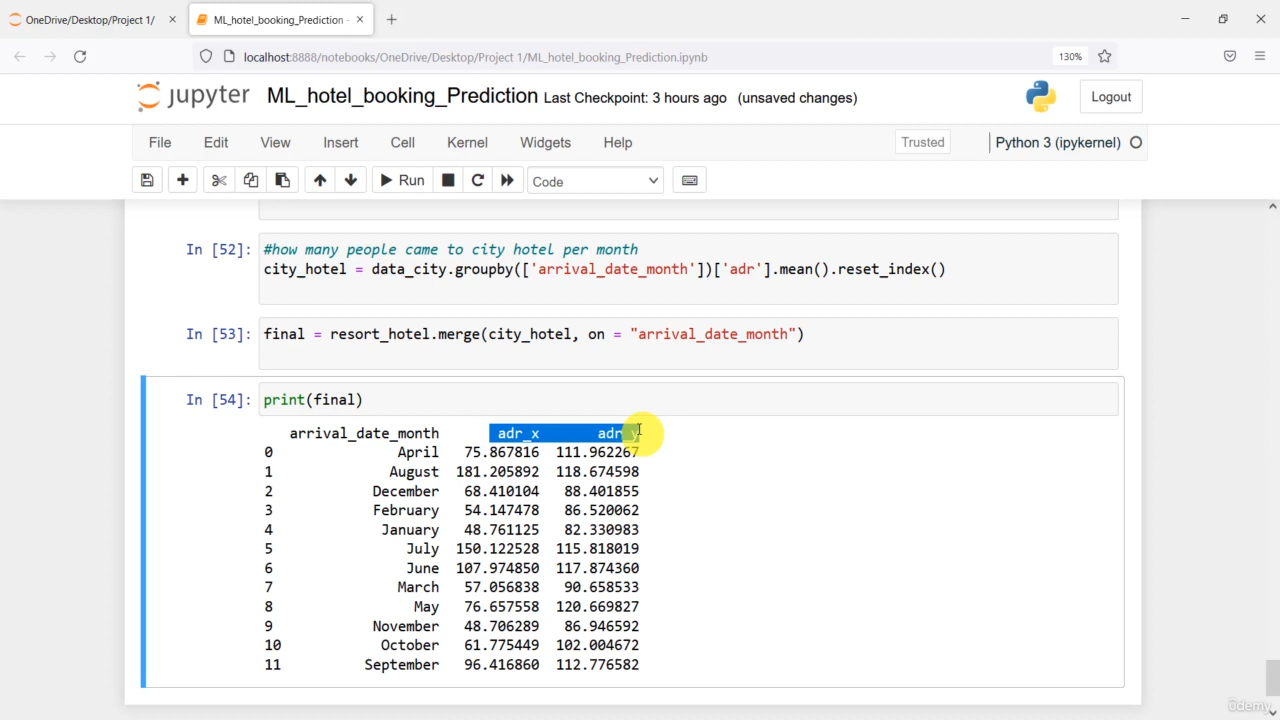 OneDrive/Desktop/Project 1/
ML_hotel_booking_Prediction -
localhost:8888/notebooks/OneDrive/Desktop/Project 1/ML_hotel_booking_Prediction.ipynb
130%
jupyter ML_hotel_booking_Prediction Last Checkpoint: 3 hours ago (unsaved changes)
Logout
File Edit View Insert Cell Kernel Widgets Help
Trusted
Python 3 (ipykernel)
Run
Code
In [52]: #how many people came to city hotel per month
city_hotel = data_city.groupby(['arrival_date_month'])['adr'].mean().reset_index()
In [53]: final = resort_hotel.merge(city_hotel, on = "arrival_date_month")
In [54]: print(final)
arrival_date_month adr_x adr_y
0 April 75.867816 111.962267
1 August 181.205892 118.674598
2 December 68.410104 88.401855
3 February 54.147478 86.520062
4 January 48.761125 82.330983
5 July 150.122528 115.818019
6 June 107.974850 117.874360
7 March 57.056838 90.658533
8 May 76.657558 120.669827
9 November 48.706289 86.946592
10 October 61.775449 102.004672
11 September 96.416860 112.776582
ûdemy